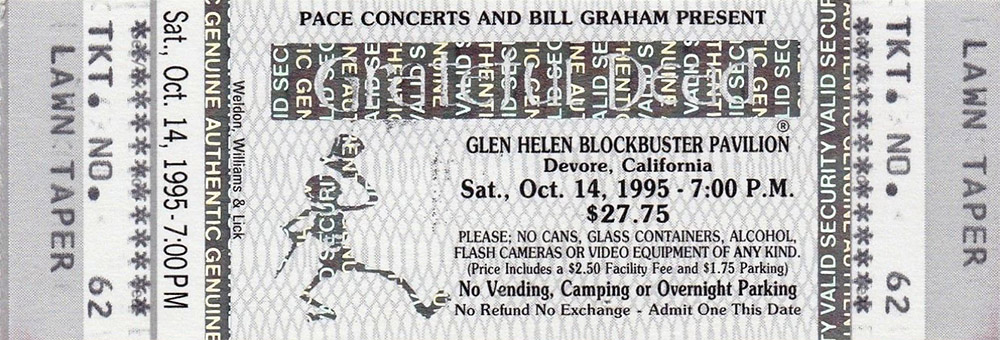 LAWN TAPER
TKT. NO. 62
***************
Sat., Oct. 14, 1995 - 7:00 PM
GENUINE AUTHENTIC GENUINE
Weldon, Williams & Lick
PACE CONCERTS AND BILL GRAHAM PRESENT
Grateful Dead
®
GLEN HELEN BLOCKBUSTER PAVILION
Devore, California
Sat., Oct. 14, 1995 - 7:00 P.M.
$27.75
PLEASE; NO CANS, GLASS CONTAINERS, ALCOHOL,
FLASH CAMERAS OR VIDEO EQUIPMENT OF ANY KIND.
(Price Includes a $2.50 Facility Fee and $1.75 Parking)
No Vending, Camping or Overnight Parking
No Refund No Exchange - Admit One This Date
VALID SECURITY VALID SECUR
***************
TKT. NO. 62
LAWN TAPER